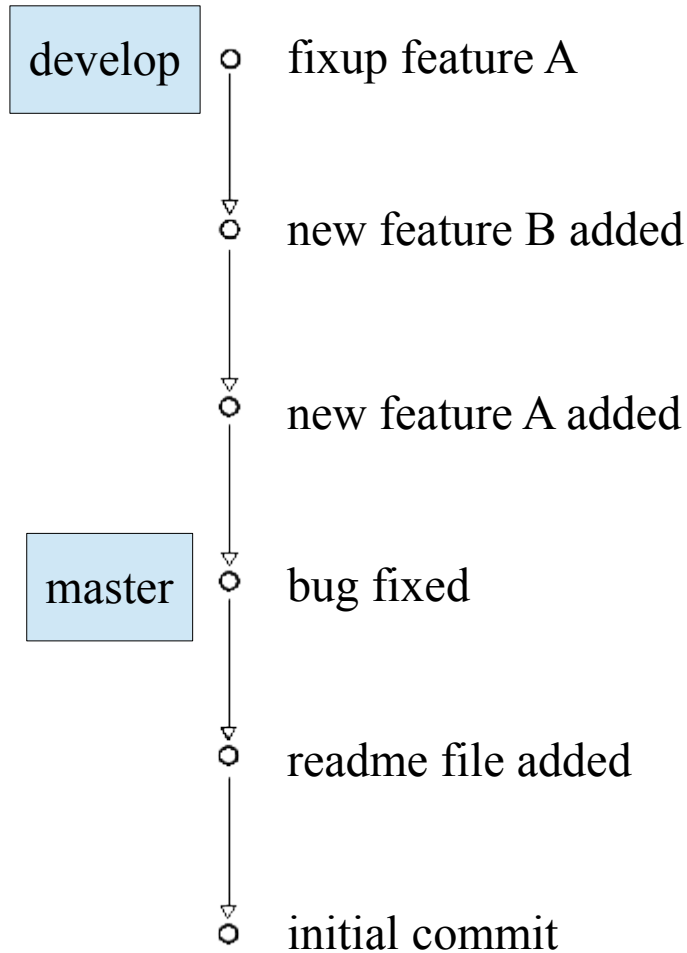 develop fixup feature A
new feature B added
new feature A added
master bug fixed
readme file added
initial commit